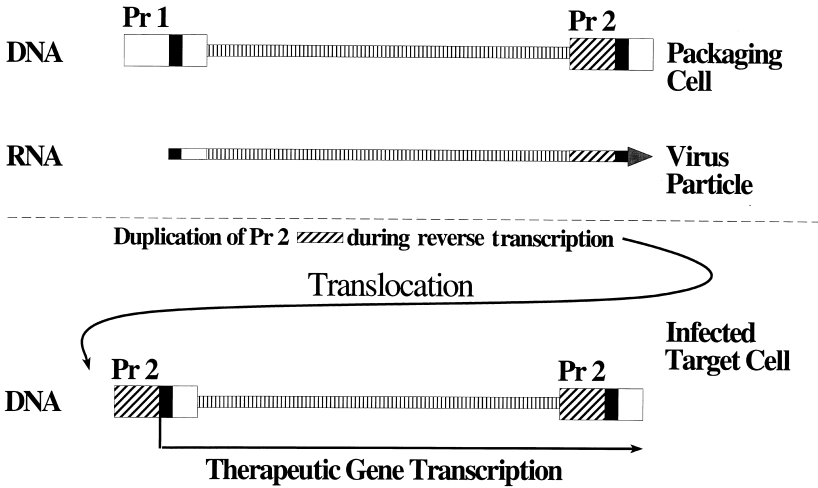 Pr 1
Pr 2
DNA
Packaging
Cell
RNA
Virus
Particle
Duplication of Pr 2 during reverse transcription
Translocation
Infected
Target Cell
Pr 2
Pr 2
DNA
Therapeutic Gene Transcription